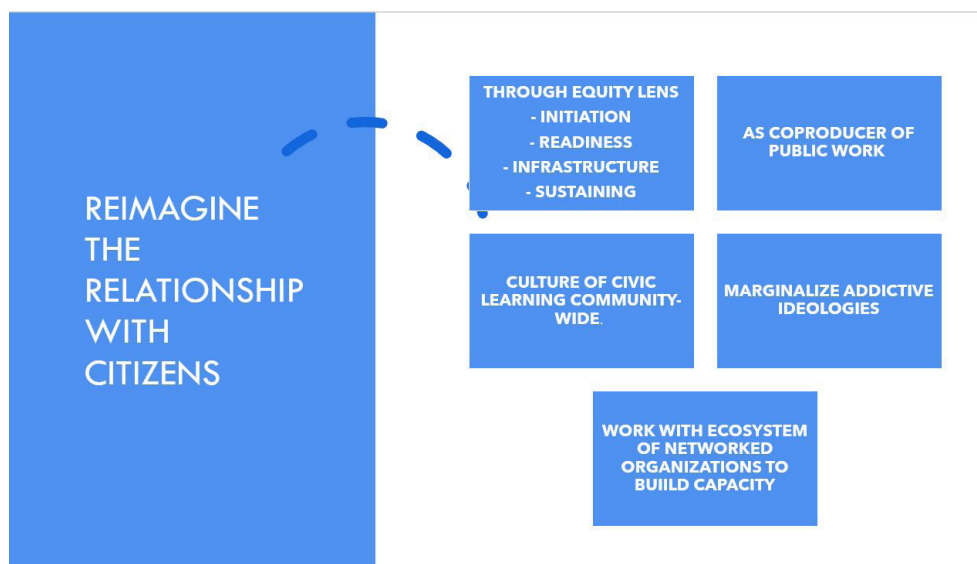 REIMAGINE
THE
RELATIONSHIP
WITH
CITIZENS
THROUGH EQUITY LENS
- INITIATION
- READINESS
- INFRASTRUCTURE
- SUSTAINING
AS COPRODUCER OF
PUBLIC WORK
CULTURE OF CIVIC
LEARNING COMMUNITY-
WIDE.
MARGINALIZE ADDICTIVE
IDEOLOGIES
WORK WITH ECOSYSTEM
OF NETWORKED
ORGANIZATIONS TO
BUIILD CAPACITY